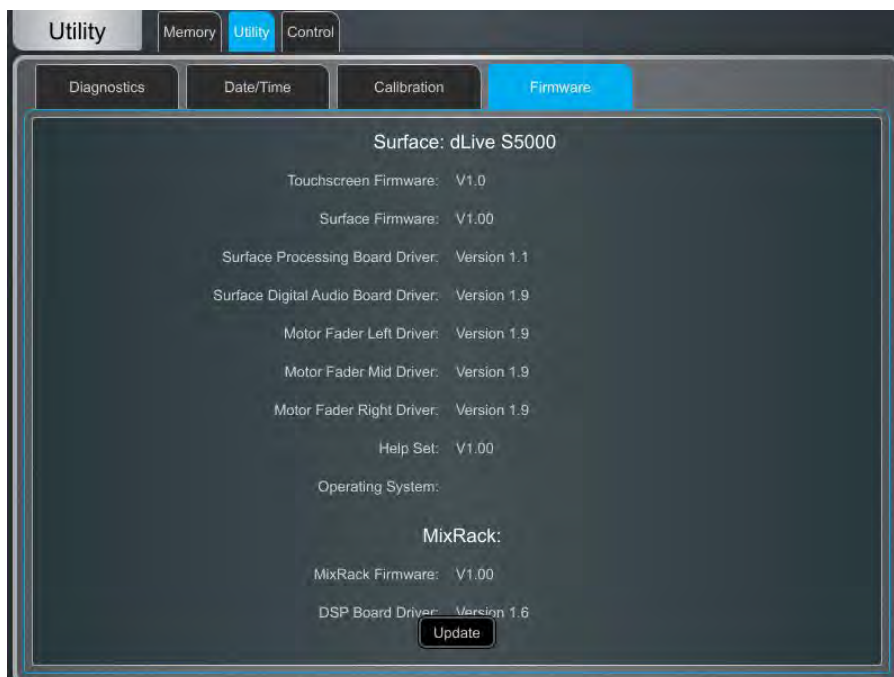 Utility Memory Utility Control
Diagnostics Date/Time Calibration Firmware
Surface: dLive S5000
Touchscreen Firmware: V1.0
Surface Firmware: V1.00
Surface Processing Board Driver: Version 1.1
Surface Digital Audio Board Driver: Version 1.9
Motor Fader Left Driver: Version 1.9
Motor Fader Mid Driver: Version 1.9
Motor Fader Right Driver: Version 1.9
Help Set: V1.00
Operating System:
MixRack:
MixRack Firmware: V1.00
DSP Board Driver: Version 1.6
Update